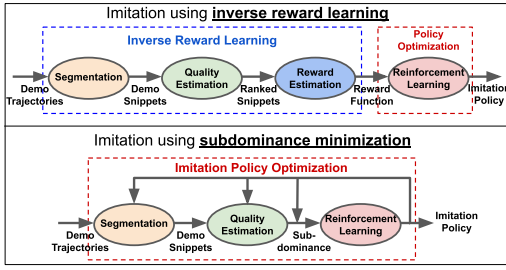 Imitation using inverse reward learning
Inverse Reward Learning
Policy
Optimization
Segmentation
Quality
Estimation
Reward
Estimation
Reinforcement
Learning
Demo
Trajectories
Demo
Snippets
Ranked
Snippets
Reward
Function
Imitation
Policy
Imitation using subdominance minimization
Imitation Policy Optimization
Segmentation
Quality
Estimation
Reinforcement
Learning
Imitation
Policy
Demo
Trajectories
Demo
Snippets
Sub-
dominance